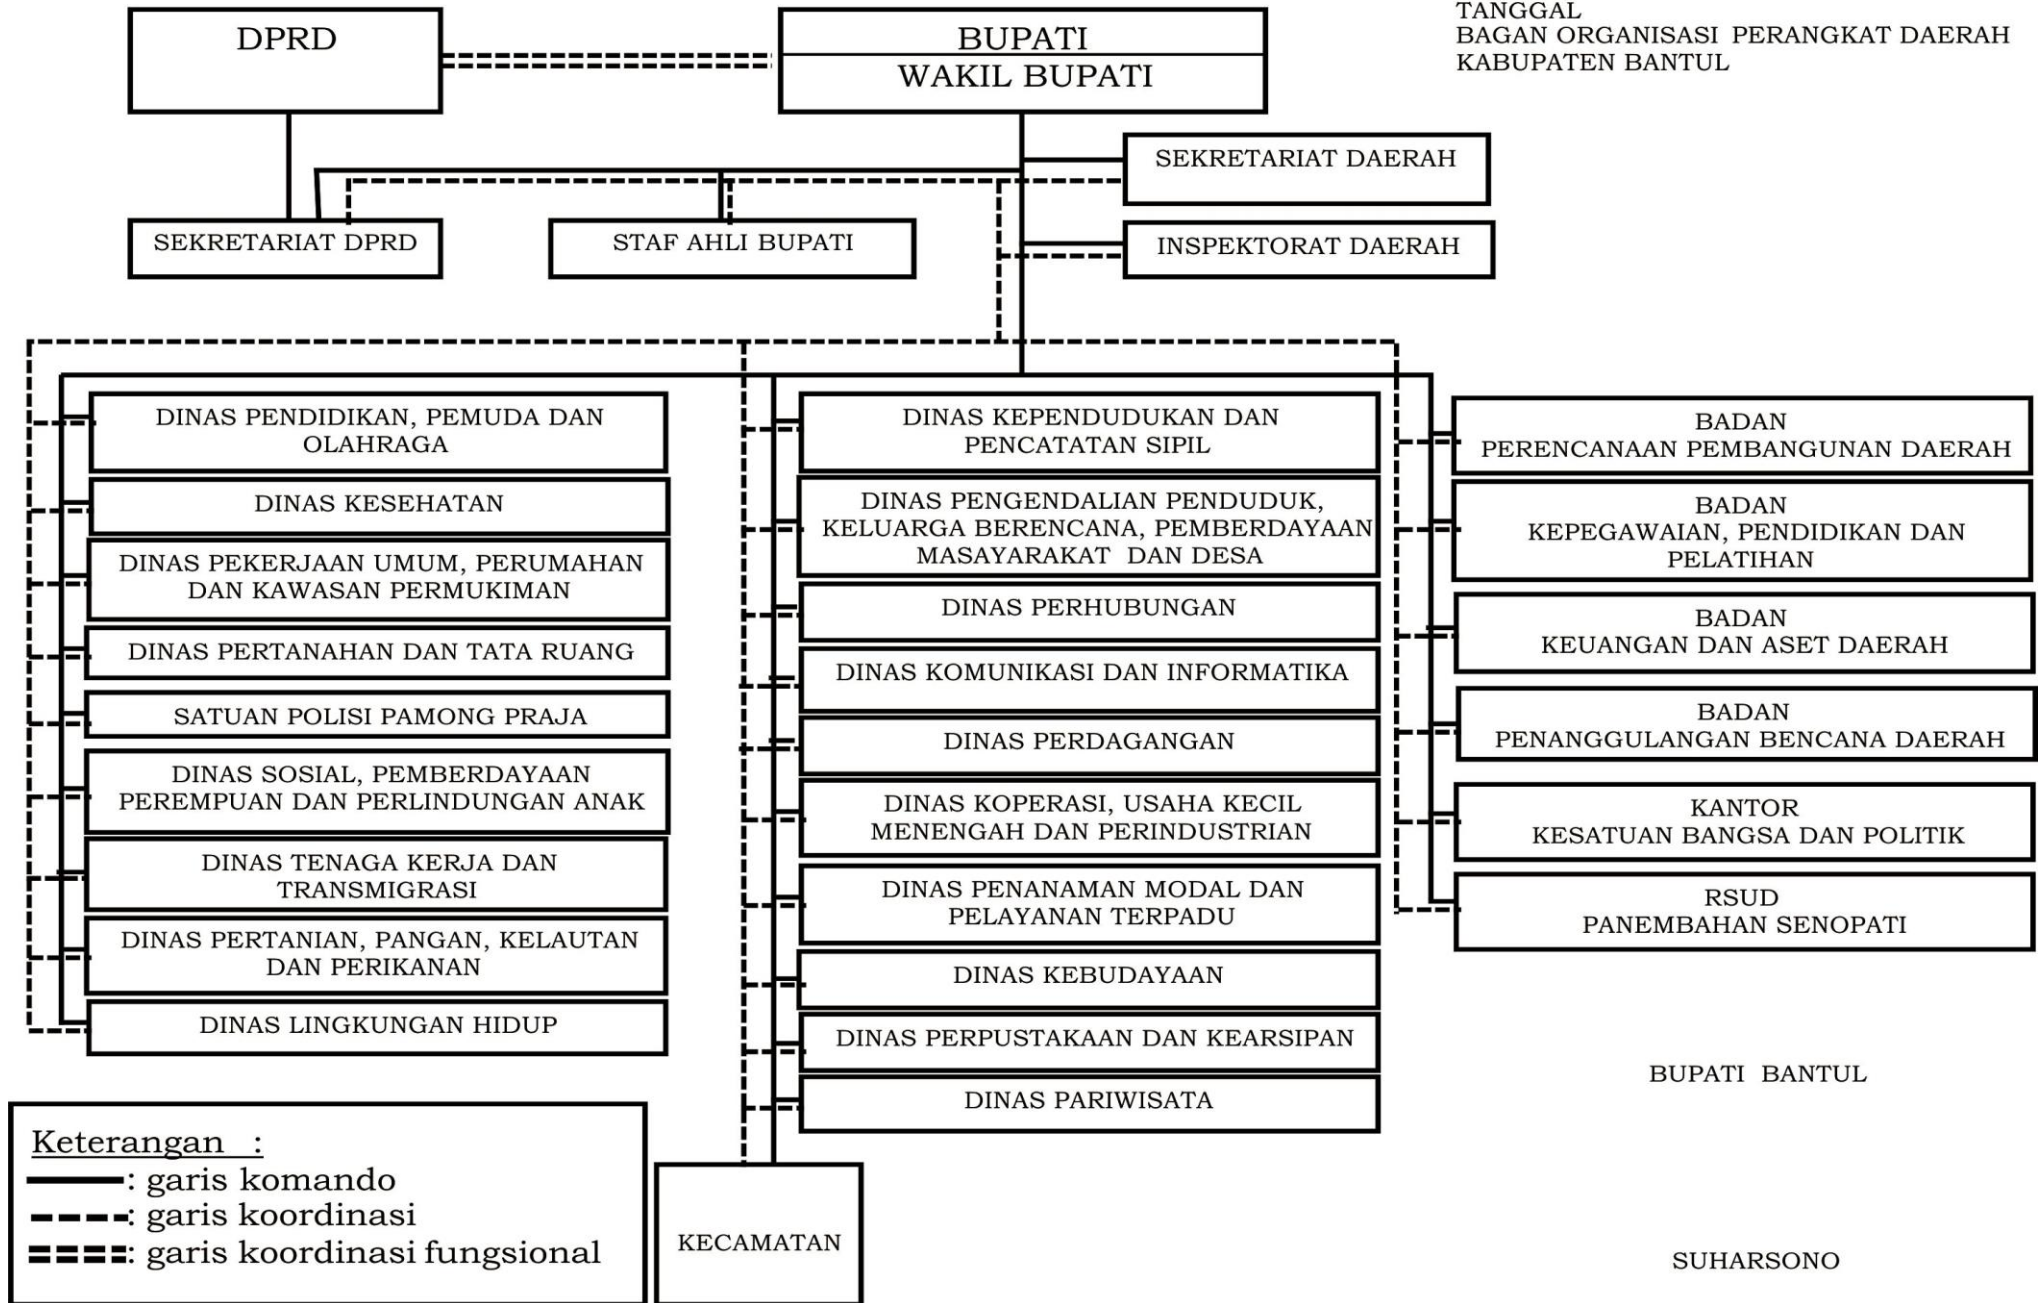 TANGGAL
BAGAN ORGANISASI PERANGKAT DAERAH
KABUPATEN BANTUL
DPRD
BUPATI
WAKIL BUPATI
SEKRETARIAT DAERAH
SEKRETARIAT DPRD
STAF AHLI BUPATI
INSPEKTORAT DAERAH
DINAS PENDIDIKAN, PEMUDA DAN
OLAHRAGA
DINAS KESEHATAN
DINAS PEKERJAAN UMUM, PERUMAHAN
DAN KAWASAN PERMUKIMAN
DINAS PERTANAHAN DAN TATA RUANG
SATUAN POLISI PAMONG PRAJA
DINAS SOSIAL, PEMBERDAYAAN
PEREMPUAN DAN PERLINDUNGAN ANAK
DINAS TENAGA KERJA DAN
TRANSMIGRASI
DINAS PERTANIAN, PANGAN, KELAUTAN
DAN PERIKANAN
DINAS LINGKUNGAN HIDUP
DINAS KEPENDUDUKAN DAN
PENCATATAN SIPIL
DINAS PENGENDALIAN PENDUDUK,
KELUARGA BERENCANA, PEMBERDAYAAN
MASAYARAKAT DAN DESA
DINAS PERHUBUNGAN
DINAS KOMUNIKASI DAN INFORMATIKA
DINAS PERDAGANGAN
DINAS KOPERASI, USAHA KECIL
MENENGAH DAN PERINDUSTRIAN
DINAS PENANAMAN MODAL DAN
PELAYANAN TERPADU
DINAS KEBUDAYAAN
DINAS PERPUSTAKAAN DAN KEARSIPAN
DINAS PARIWISATA
BADAN
PERENCANAAN PEMBANGUNAN DAERAH
BADAN
KEPEGAWAIAN, PENDIDIKAN DAN
PELATIHAN
BADAN
KEUANGAN DAN ASET DAERAH
BADAN
PENANGGULANGAN BENCANA DAERAH
KANTOR
KESATUAN BANGSA DAN POLITIK
RSUD
PANEMBAHAN SENOPATI
Keterangan :
: garis komando
: garis koordinasi
: garis koordinasi fungsional
KECAMATAN
BUPATI BANTUL
SUHARSONO